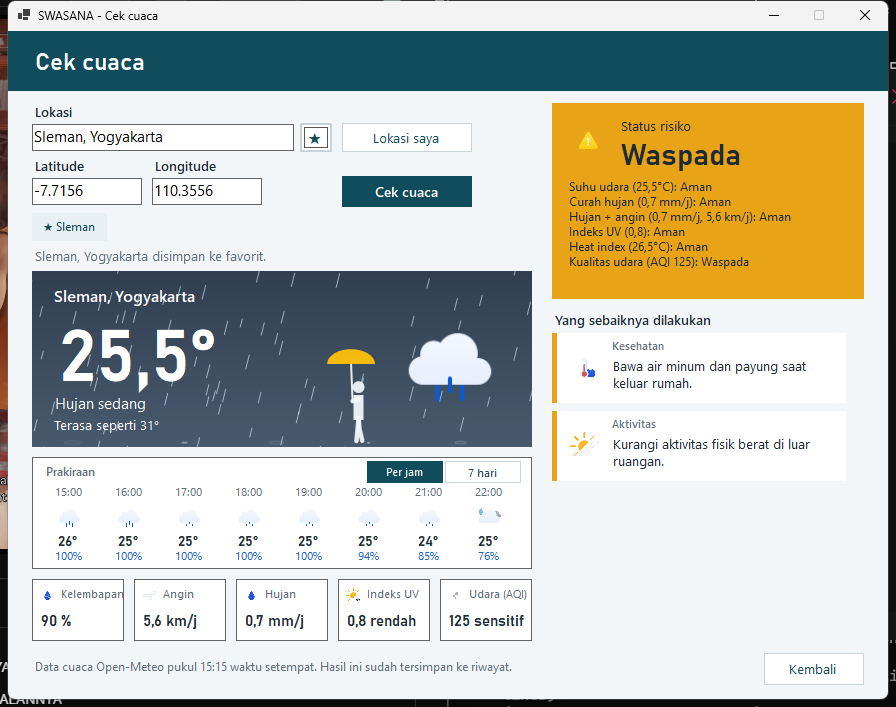 SWASANA - Cek cuaca
Cek cuaca
Lokasi
Sleman, Yogyakarta
Lokasi saya
Latitude
Longitude
-7.7156
110.3556
Cek cuaca
★ Sleman
Sleman, Yogyakarta disimpan ke favorit.
Sleman, Yogyakarta
25,5°
Hujan sedang
Terasa seperti 31°
Prakiraan
Per jam
7 hari
15:00 16:00 17:00 18:00 19:00 20:00 21:00 22:00
26° 25° 25° 25° 25° 25° 24° 25°
100% 100% 100% 100% 100% 94% 85% 76%
Kelembapan
90 %
Angin
5,6 km/j
Hujan
0,7 mm/j
Indeks UV
0,8 rendah
Udara (AQI)
125 sensitif
Data cuaca Open-Meteo pukul 15:15 waktu setempat. Hasil ini sudah tersimpan ke riwayat.
Status risiko
Waspada
Suhu udara (25,5°C): Aman
Curah hujan (0,7 mm/j): Aman
Hujan + angin (0,7 mm/j, 5,6 km/j): Aman
Indeks UV (0,8): Aman
Heat index (26,5°C): Aman
Kualitas udara (AQI 125): Waspada
Yang sebaiknya dilakukan
Kesehatan
Bawa air minum dan payung saat
keluar rumah.
Aktivitas
Kurangi aktivitas fisik berat di luar
ruangan.
Kembali
ALANNYA